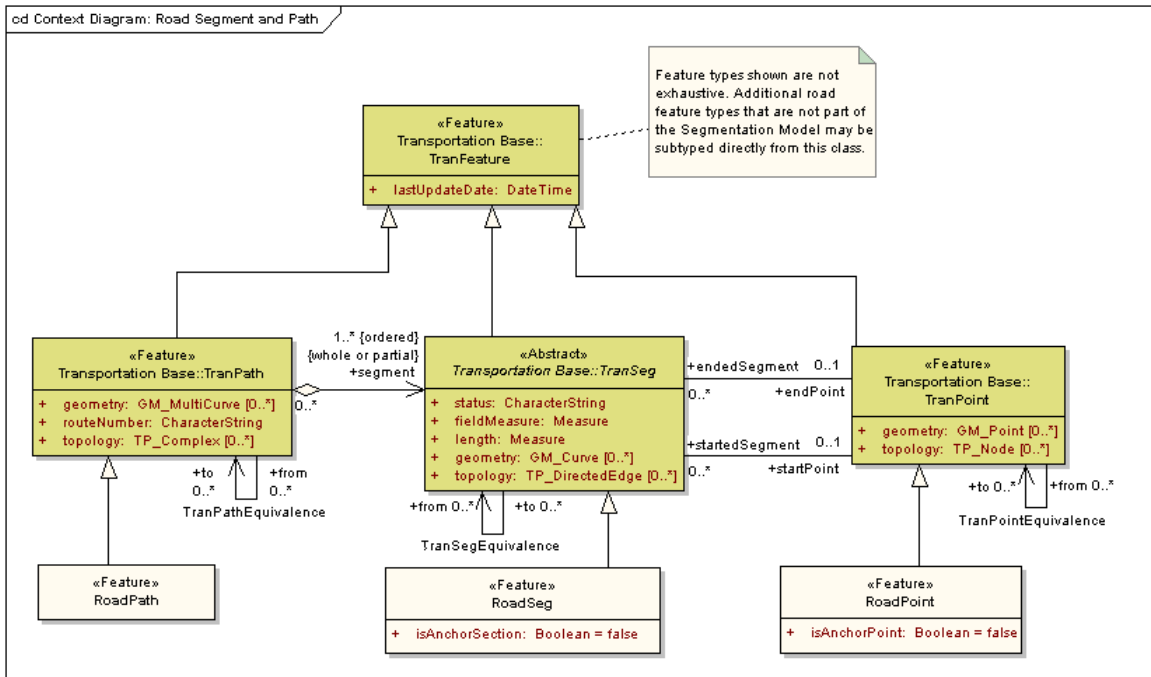 cd Context Diagram: Road Segment and Path
Feature types shown are not
exhaustive. Additional road
feature types that are not part of
the Segmentation Model may be
subtyped directly from this class.
«Feature»
Transportation Base::
TranFeature
+ lastUpdateDate: DateTime
«Feature»
Transportation Base::TranPath
+ geometry: GM_MultiCurve [0..*]
+ routeNumber: CharacterString
+ topology: TP_Complex [0..*]
1..* {ordered}
{whole or partial}
+segment
0..*
«Abstract»
Transportation Base::TranSeg
+ status: CharacterString
+ fieldMeasure: Measure
+ length: Measure
+ geometry: GM_Curve [0..*]
+ topology: TP_DirectedEdge [0..*]
+endedSegment 0..1
0..* +endPoint
+startedSegment 0..1
0..* +startPoint
«Feature»
Transportation Base::
TranPoint
+ geometry: GM_Point [0..*]
+ topology: TP_Node [0..*]
+to +from
0..* 0..*
TranPathEquivalence
+from 0..* +to 0..*
TranSegEquivalence
+to 0..* +from 0..*
TranPointEquivalence
«Feature»
RoadPath
«Feature»
RoadSeg
+ isAnchorSection: Boolean = false
«Feature»
RoadPoint
+ isAnchorPoint: Boolean = false